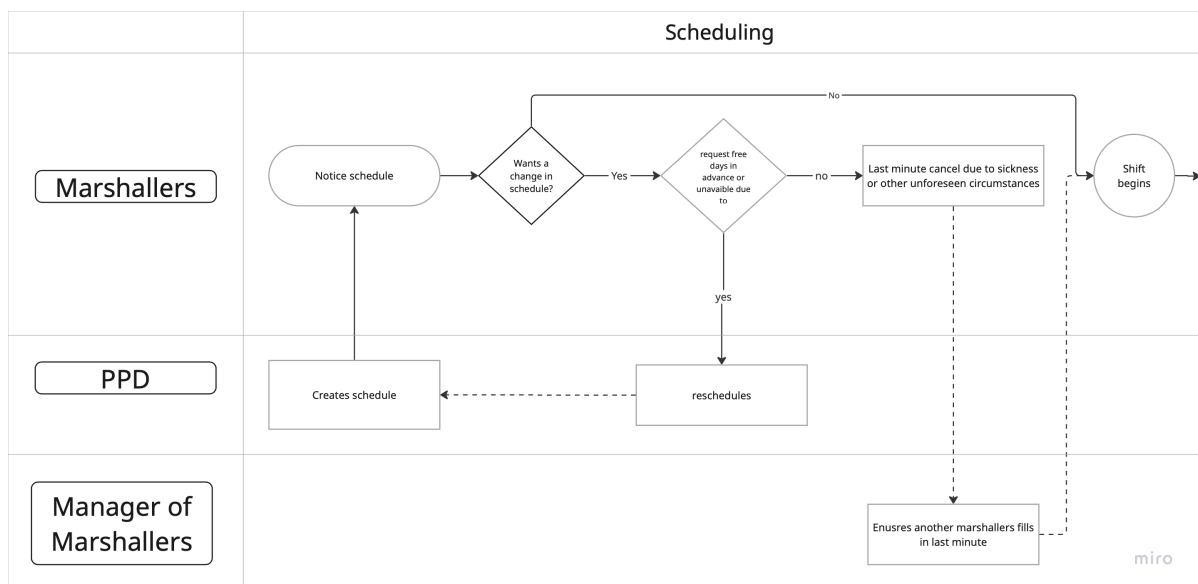 Scheduling
No
Marshallers
Notice schedule
Wants a
change in
schedule?
Yes
request free
days in
advance or
unavaible due
to
no
Last minute cancel due to sickness
or other unforeseen circumstances
Shift
begins
yes
PPD
Creates schedule
reschedules
Manager of
Marshallers
Enusres another marshallers fills
in last minute
miro